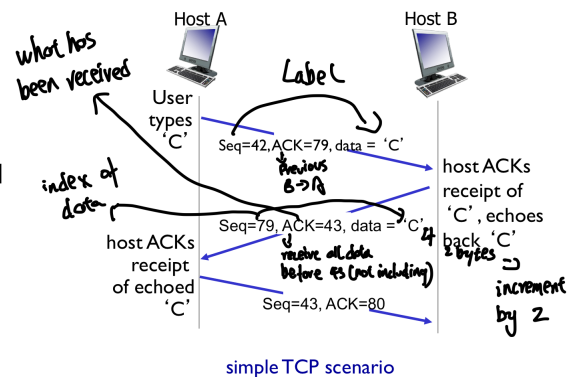 Host A
Host B
what has
been received
Label
User
types
‘C’
Seq=42,ACK=79, data = ‘C’
Previous
B->A
host ACKs
receipt of
‘C’, echoes
back ‘C’
index of
data
Seq=79, ACK=43, data = ‘C’
receive all data
before 43 (not including)
2 bytes =>
increment
by 2
host ACKs
receipt
of echoed
‘C’
Seq=43, ACK=80
simple TCP scenario